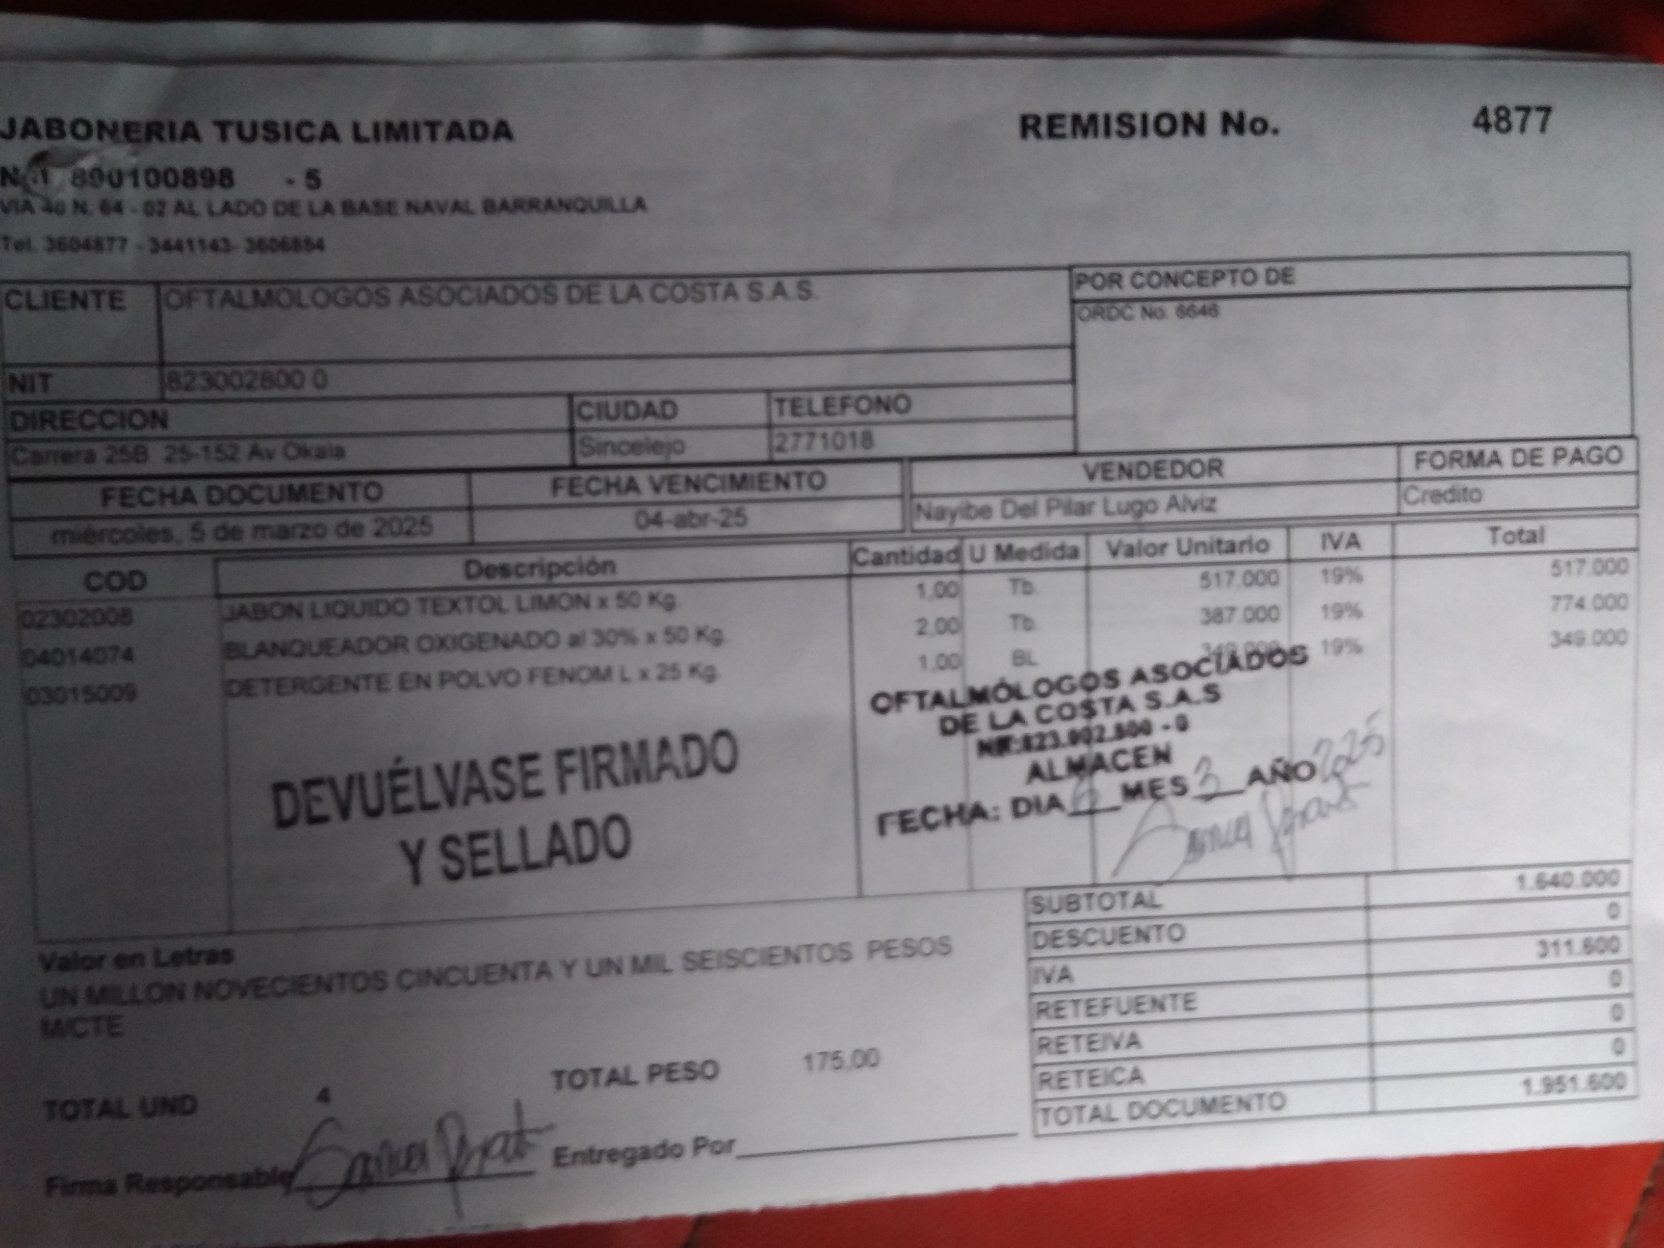 JABONERIA TUSICA LIMITADA
REMISION No. 4877
890100898 - 5
VIA 40 N. 64 - 02 AL LADO DE LA BASE NAVAL BARRANQUILLA
Tel. 3604877 - 3441143- 3606854
CLIENTE OFTALMOLOGOS ASOCIADOS DE LA COSTA S.A.S.
POR CONCEPTO DE
ORDC No. 6646
NIT 823002800 0
DIRECCION CIUDAD TELEFONO
Carrera 25B 25-152 Av Okala Sincelejo 2771018
FECHA DOCUMENTO FECHA VENCIMIENTO VENDEDOR FORMA DE PAGO
miércoles, 5 de marzo de 2025 04-abr-25 Nayibe Del Pilar Lugo Alviz Credito
COD Descripción Cantidad U Medida Valor Unitario IVA Total
02302008 JABON LIQUIDO TEXTOL LIMON x 50 Kg. 1,00 Tb. 517.000 19% 517.000
04014074 BLANQUEADOR OXIGENADO al 30% x 50 Kg. 2,00 Tb. 387.000 19% 774.000
03015009 DETERGENTE EN POLVO FENOM L x 25 Kg. 1,00 BL 349.000 19% 349.000
DEVUÉLVASE FIRMADO
Y SELLADO
OFTALMÓLOGOS ASOCIADOS
DE LA COSTA S.A.S
NIT:823.002.800 - 0
ALMACEN
FECHA: DIA MES 3 AÑO 2025
SUBTOTAL 1.640.000
DESCUENTO 0
IVA 311.600
RETEFUENTE 0
RETEIVA 0
RETEICA 0
TOTAL DOCUMENTO 1.951.600
Valor en Letras
UN MILLON NOVECIENTOS CINCUENTA Y UN MIL SEISCIENTOS PESOS
M/CTE
TOTAL UND 4 TOTAL PESO 175,00
Firma Responsable Entregado Por